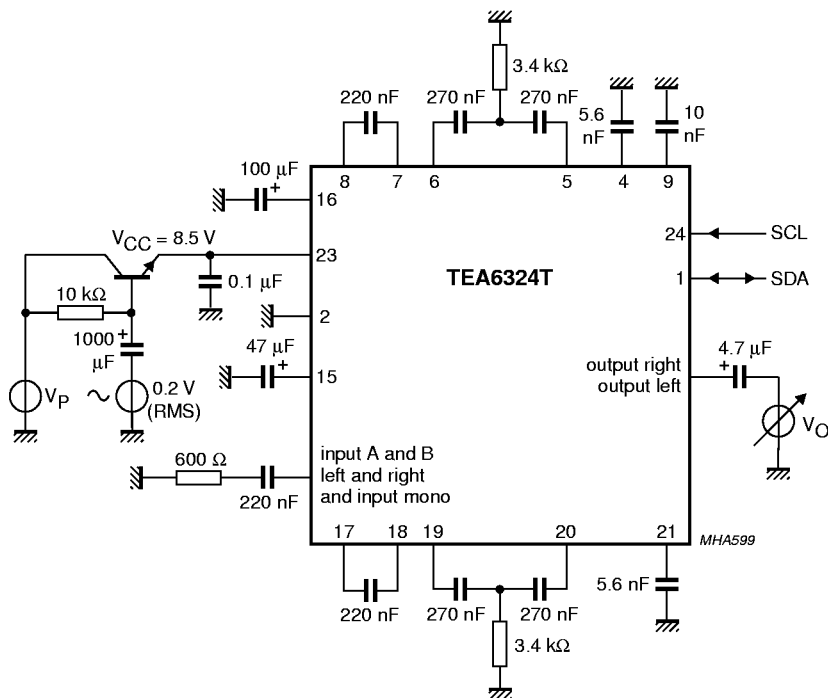 3.4 kΩ
220 nF
270 nF
270 nF
5.6 nF
10 nF
8
7
6
5
4
9
100 µF
+
16
VCC = 8.5 V
23
0.1 µF
24
SCL
TEA6324T
1
SDA
10 kΩ
2
1000 µF
+
47 µF
+
15
VP
0.2 V
(RMS)
output right
output left
4.7 µF
+
VO
600 Ω
220 nF
input A and B
left and right
and input mono
17
18
19
20
21
MHA599
220 nF
270 nF
270 nF
5.6 nF
3.4 kΩ